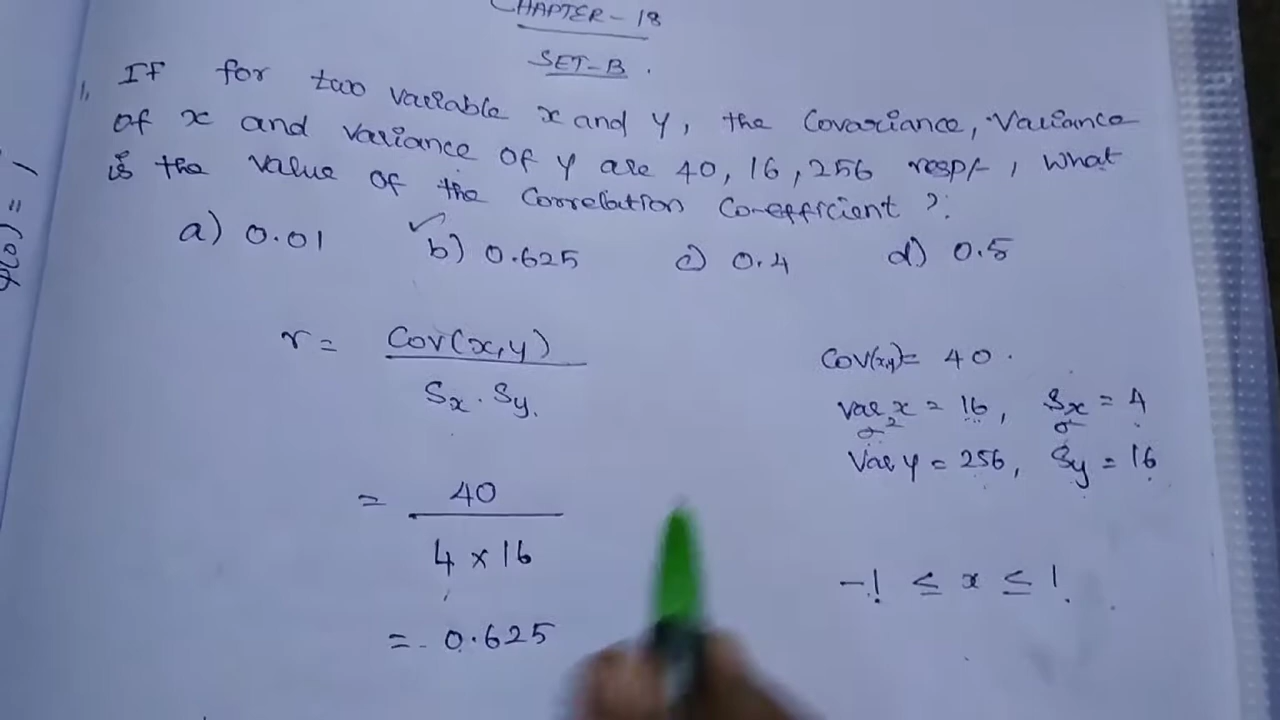 CHAPTER-18
SET-B.
1, If for two variable x and y, the Covariance, Variance
of x and variance of y are 40, 16, 256 resp/-, what
is the value of the Correlation Co-efficient ?.
a) 0.01 ✓b) 0.625 c) 0.4 d) 0.5
r = Cov(x,y)
Sx . Sy.
= 40
4 x 16
= 0.625
Cov(x,y) = 40.
Var x = 16, Sx = 4
σ² σ
Var y = 256, Sy = 16
-1 ≤ x ≤ 1.